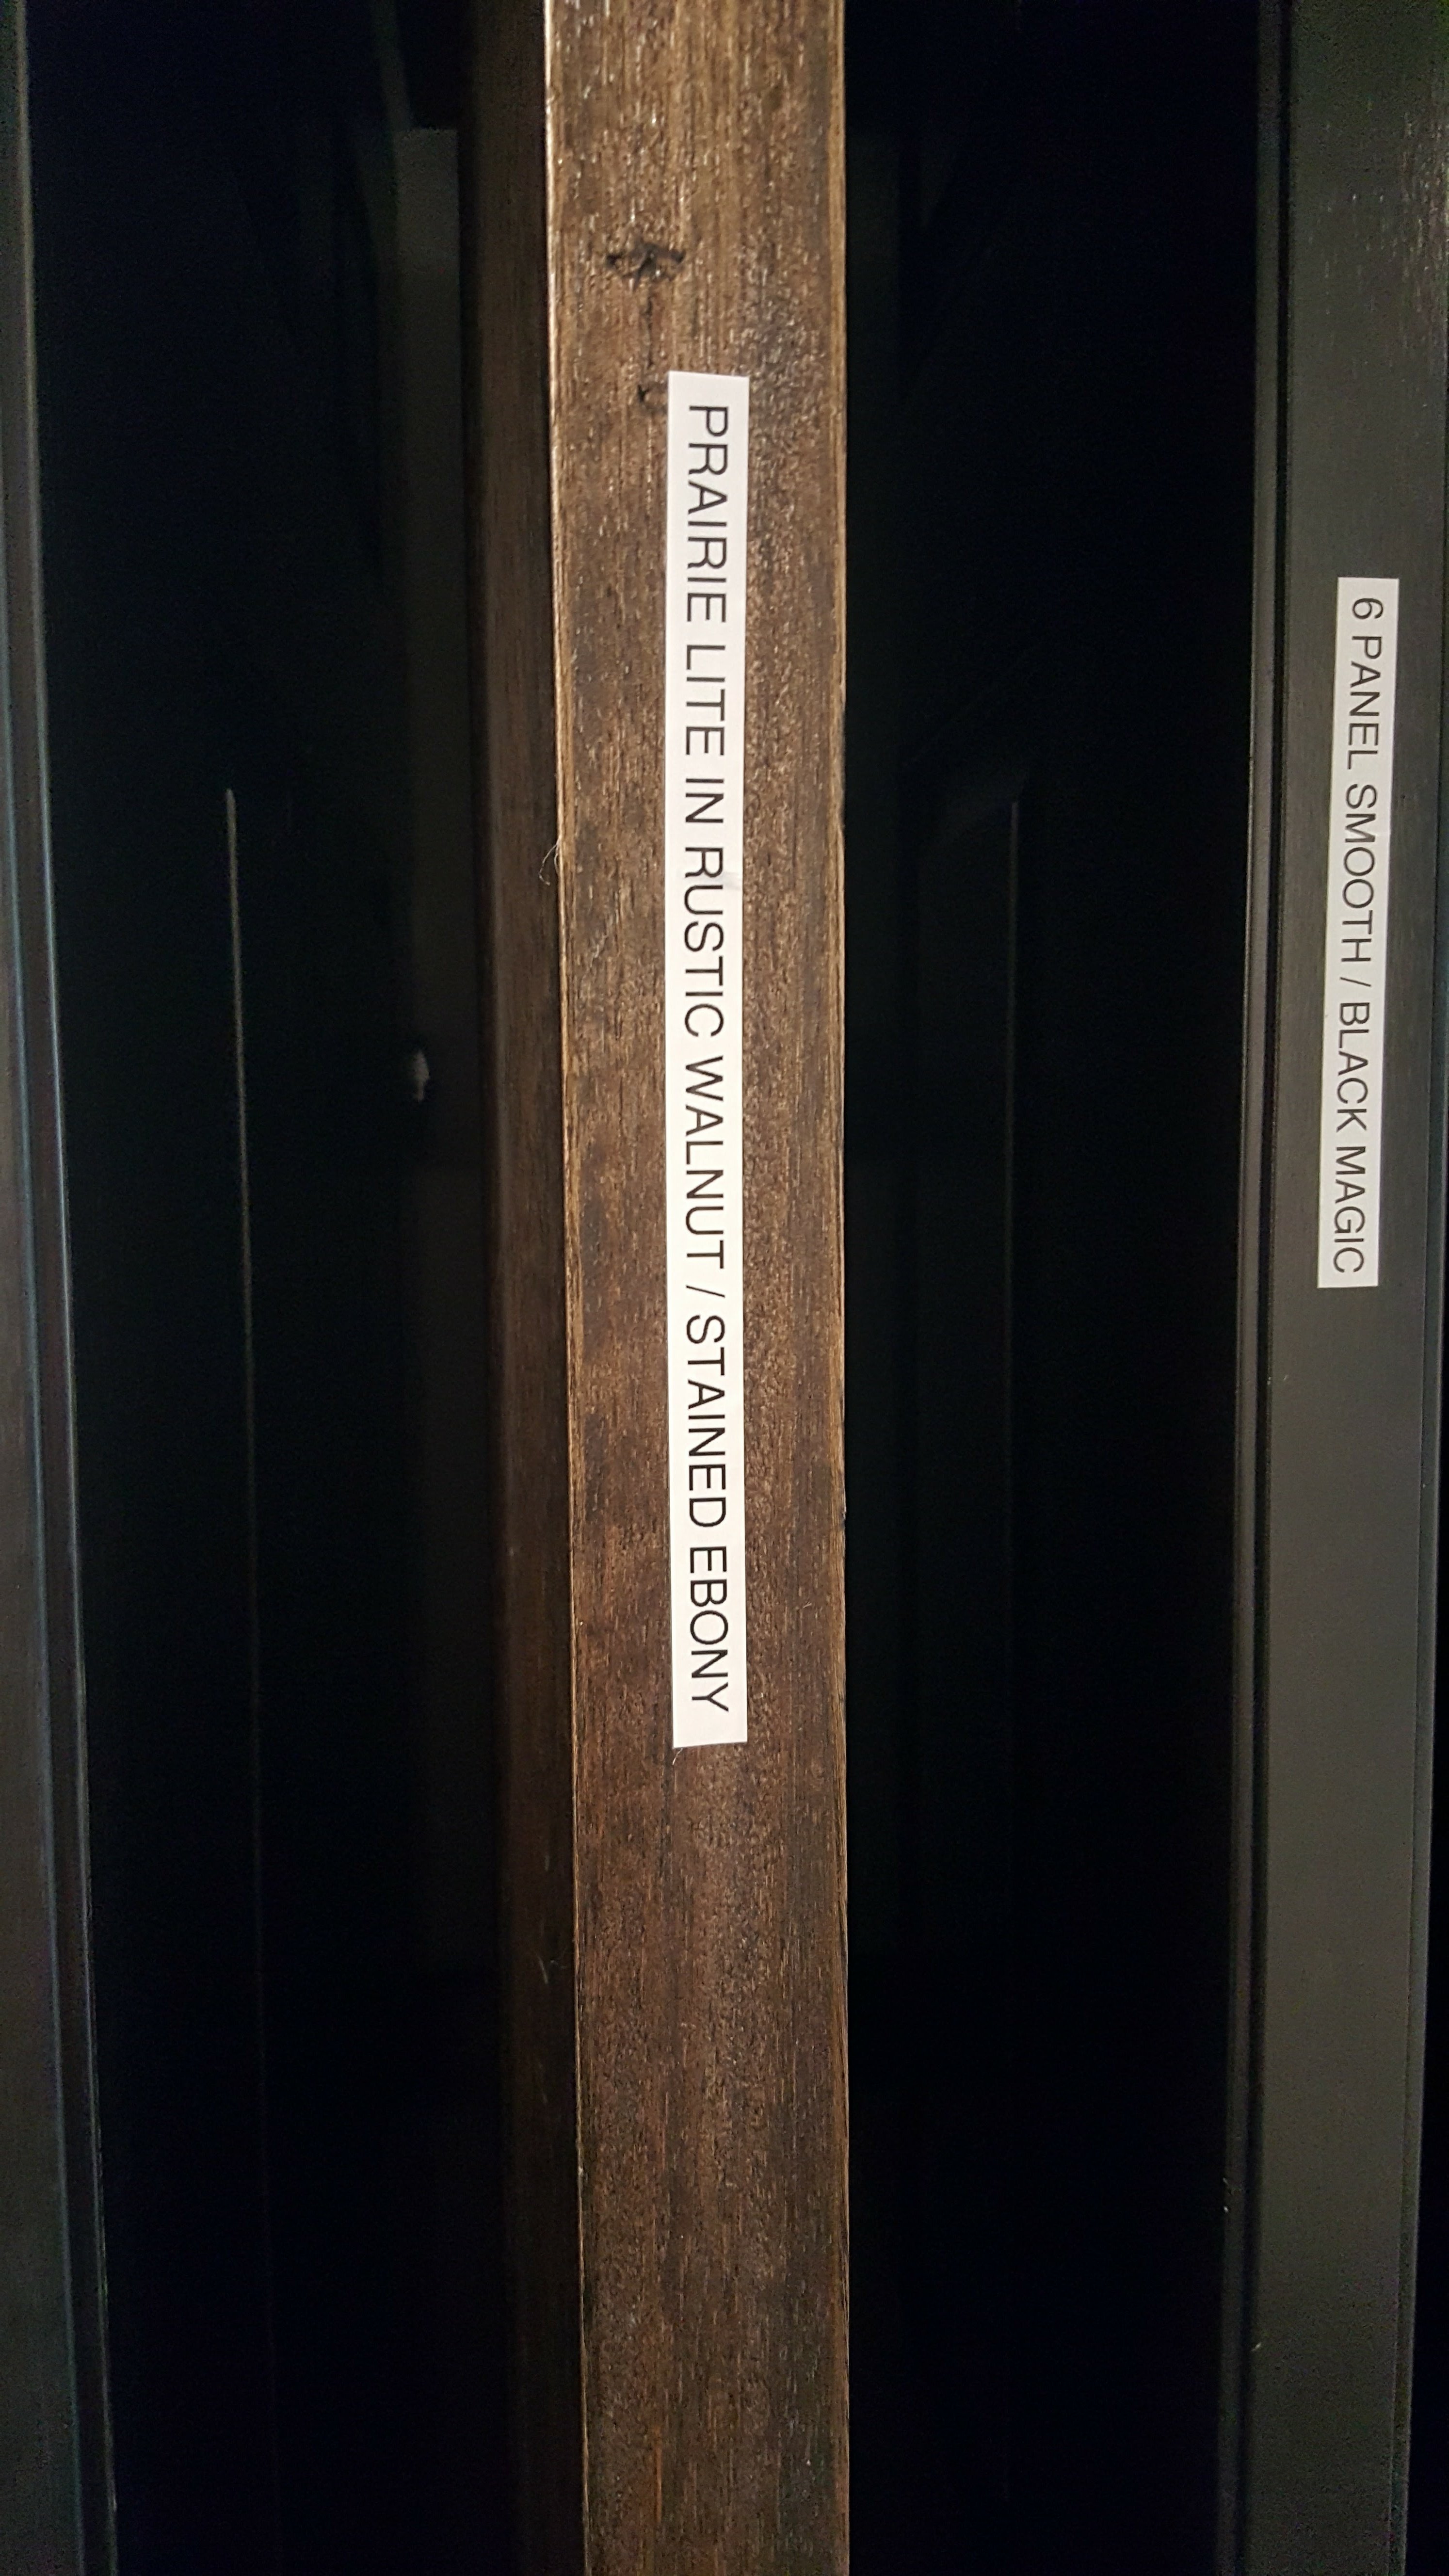 PRAIRIE LITE IN RUSTIC WALNUT / STAINED EBONY
6 PANEL SMOOTH / BLACK MAGIC